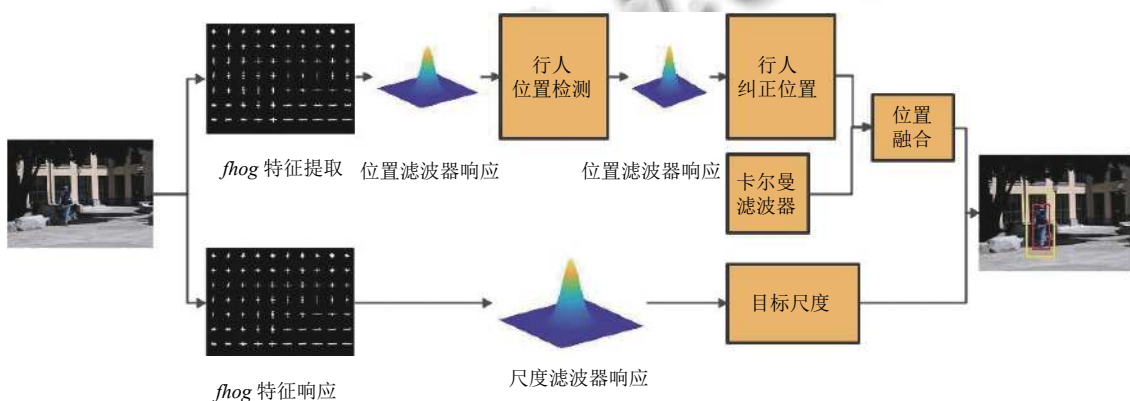 行人
位置检测
行人
纠正位置
位置
融合
fhog 特征提取
位置滤波器响应
位置滤波器响应
卡尔曼
滤波器
目标尺度
fhog 特征响应
尺度滤波器响应